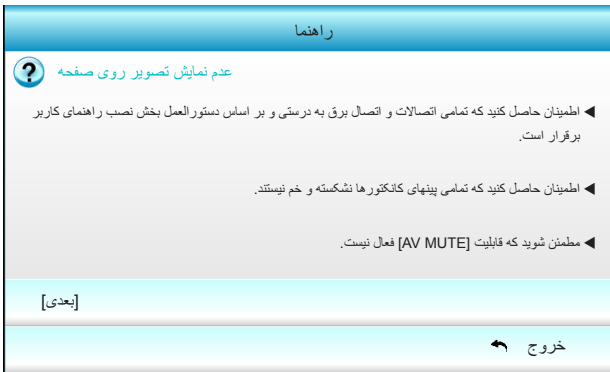 راهنما
عدم نمایش تصویر روی صفحه
اطمینان حاصل کنید که تمامی اتصالات و اتصال برق به درستی و بر اساس دستورالعمل بخش نصب راهنمای کاربر
برقرار است.
اطمینان حاصل کنید که تمامی پینهای کانکتورها نشکسته و خم نیستند.
مطمئن شوید که قابلیت [AV MUTE] فعال نیست.
[بعدی]
خروج